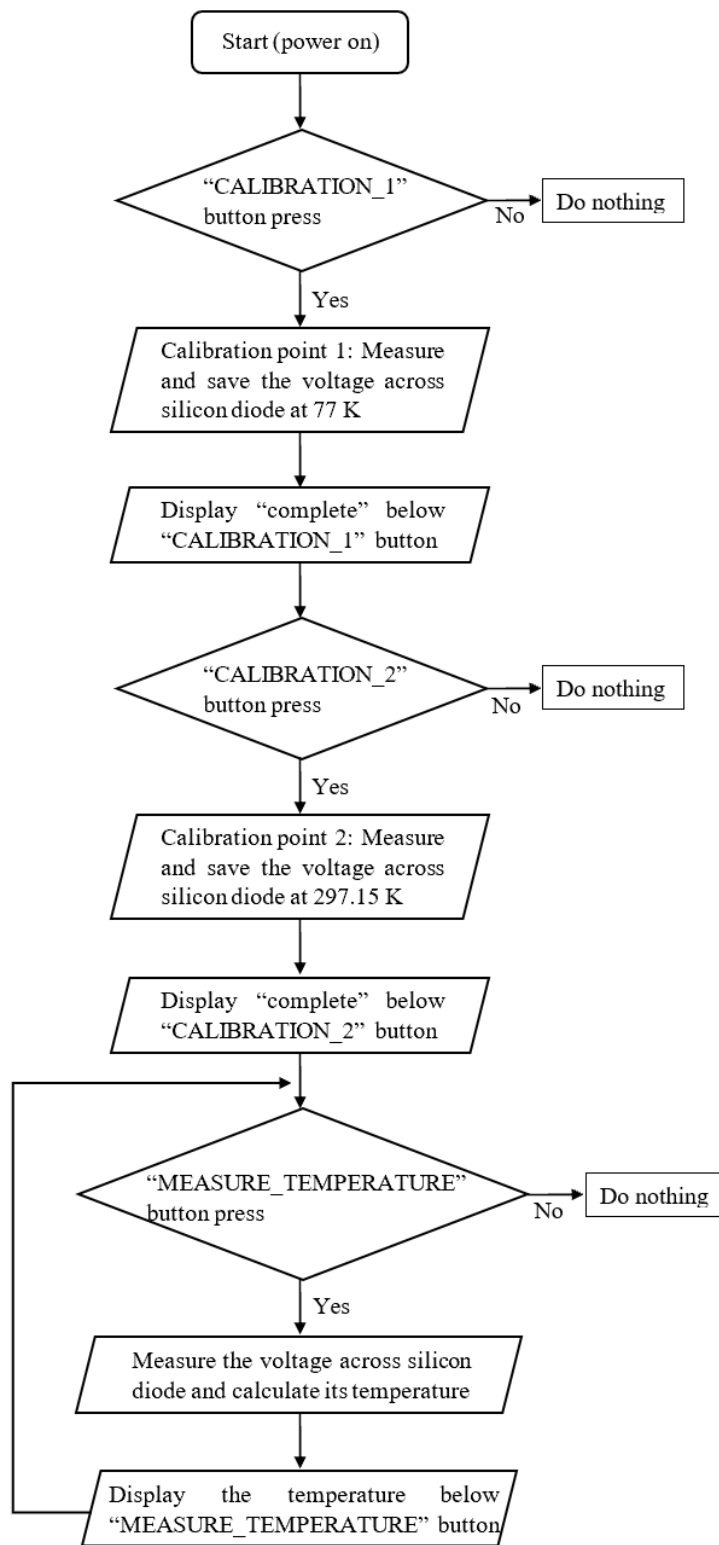 Start (power on)
“CALIBRATION_1”
button press
No
Do nothing
Yes
Calibration point 1: Measure
and save the voltage across
silicon diode at 77 K
Display “complete” below
“CALIBRATION_1” button
“CALIBRATION_2”
button press
No
Do nothing
Yes
Calibration point 2: Measure
and save the voltage across
silicon diode at 297.15 K
Display “complete” below
“CALIBRATION_2” button
“MEASURE_TEMPERATURE”
button press
No
Do nothing
Yes
Measure the voltage across silicon
diode and calculate its temperature
Display the temperature below
“MEASURE_TEMPERATURE” button